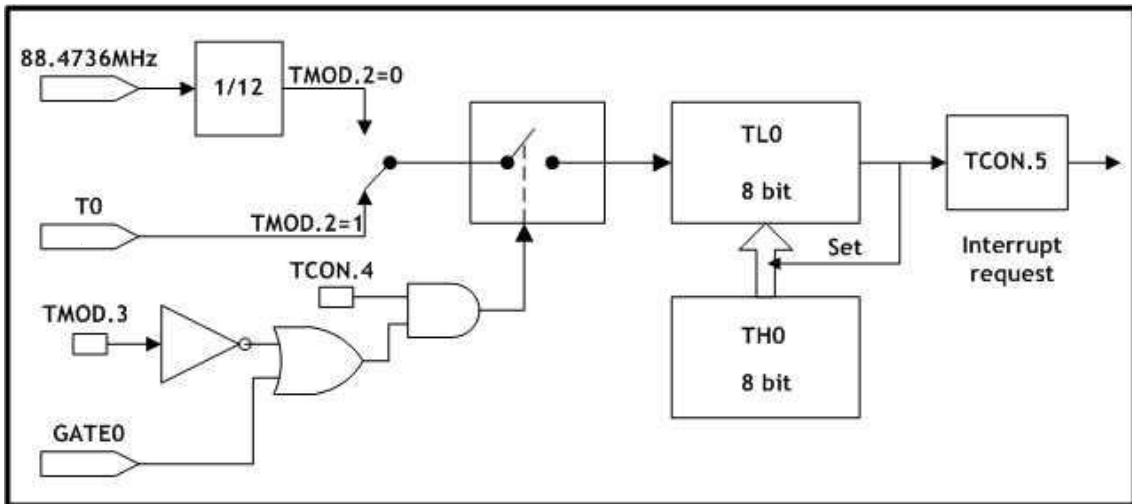 88.4736MHz
1/12
TMOD.2=0
T0
TMOD.2=1
TCON.4
TMOD.3
GATE0
TL0
8 bit
Set
TH0
8 bit
TCON.5
Interrupt
request